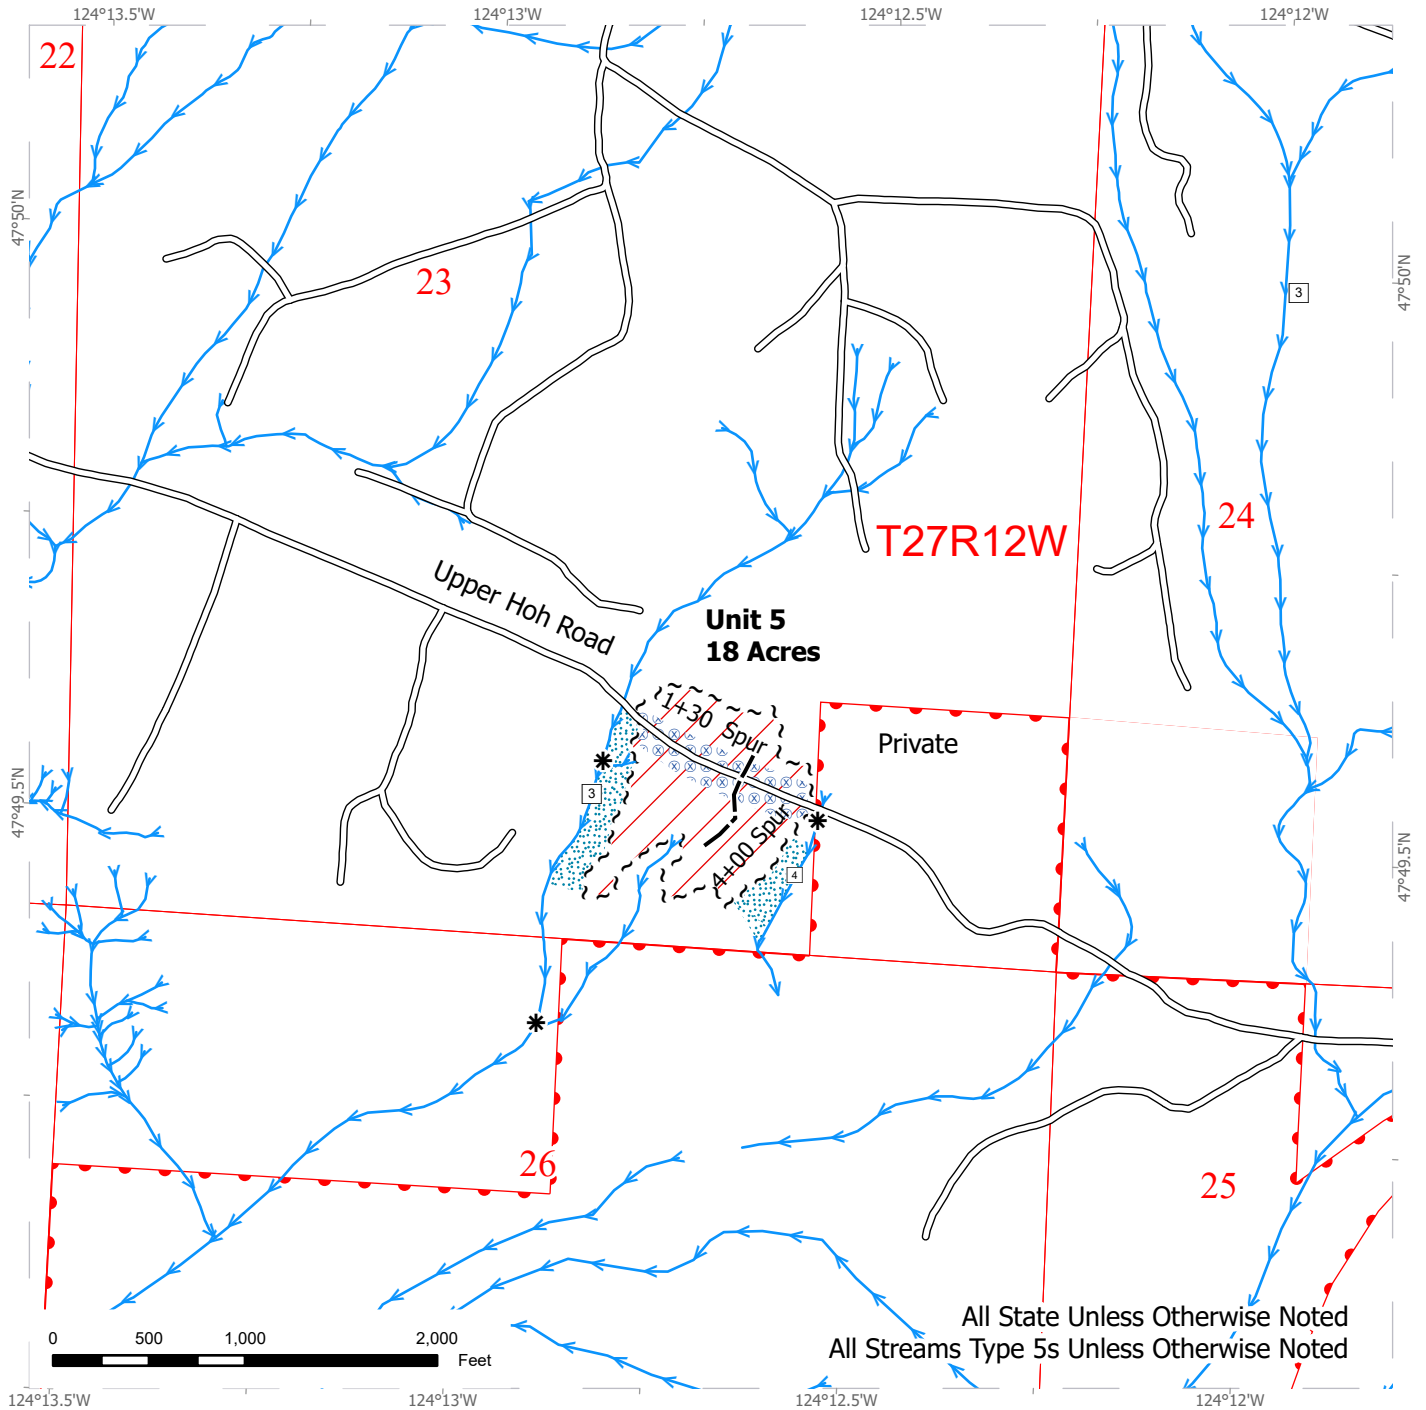 124°13.5'W
124°13'W
124°12.5'W
124°12'W
22
47°50'N
47°50'N
23
3
24
T27R12W
Upper Hoh Road
Unit 5
18 Acres
1+30 Spur
Private
3
47°49.5'N
4+00 Spur
4
47°49.5'N
26
25
All State Unless Otherwise Noted
All Streams Type 5s Unless Otherwise Noted
0 500 1,000 2,000
Feet
124°13.5'W
124°13'W
124°12.5'W
124°12'W